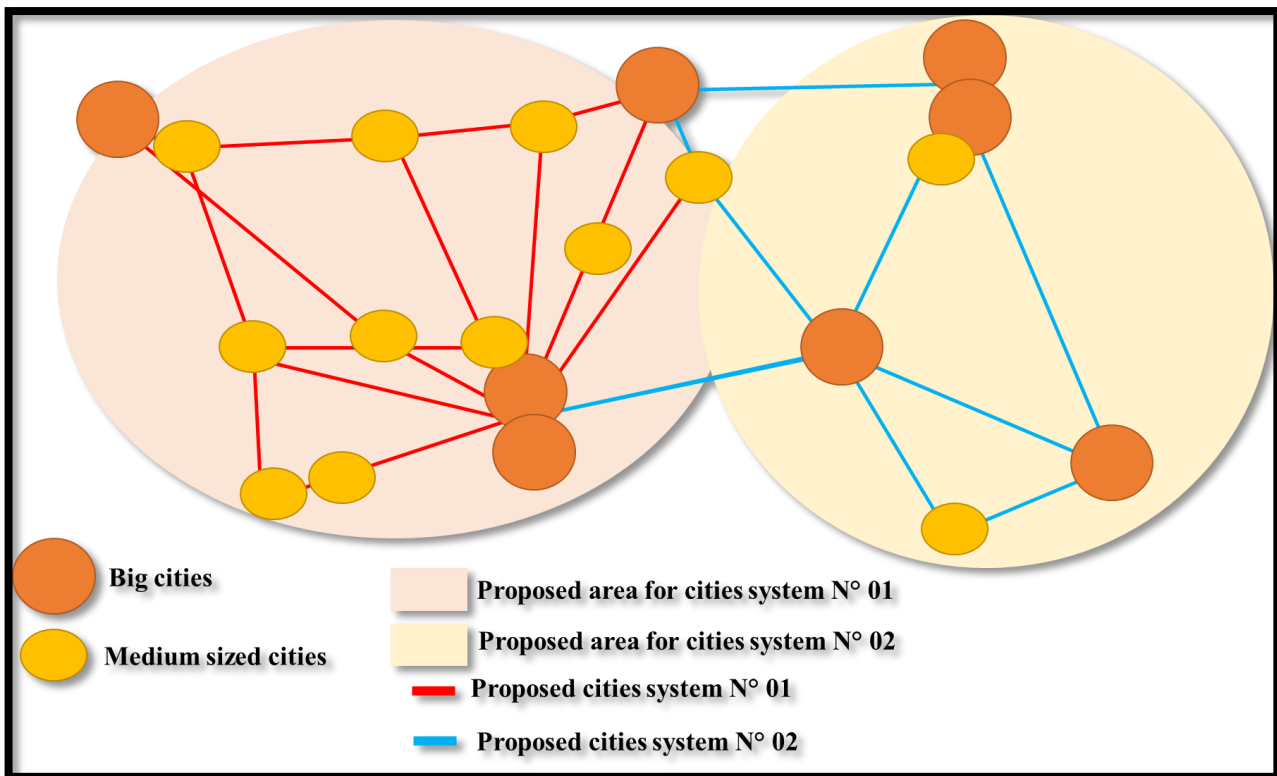 Big cities
Medium sized cities
Proposed area for cities system N° 01
Proposed area for cities system N° 02
Proposed cities system N° 01
Proposed cities system N° 02